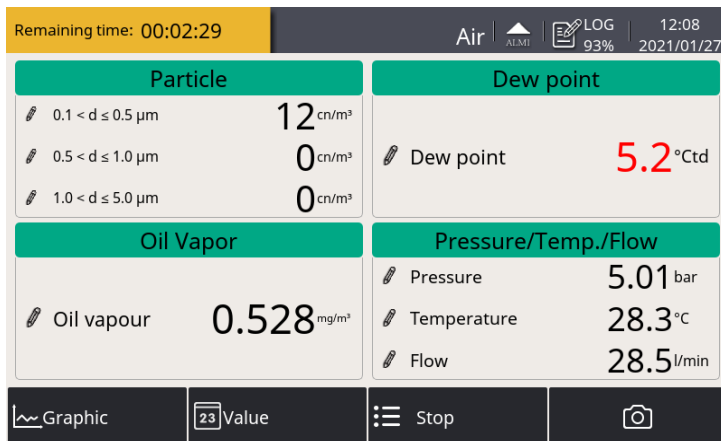 Remaining time: 00:02:29
Air ALMI LOG 93% 12:08 2021/01/27
Particle
0.1 < d ≤ 0.5 µm 12 cn/m³
0.5 < d ≤ 1.0 µm 0 cn/m³
1.0 < d ≤ 5.0 µm 0 cn/m³
Dew point
Dew point 5.2 °Ctd
Oil Vapor
Oil vapour 0.528 mg/m³
Pressure/Temp./Flow
Pressure 5.01 bar
Temperature 28.3 °C
Flow 28.5 l/min
Graphic 23 Value Stop